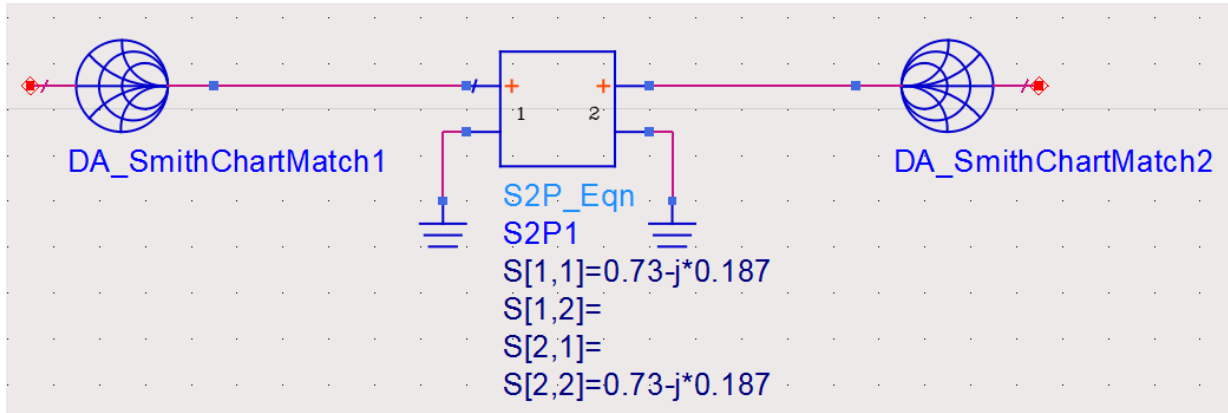 1
2
DA_SmithChartMatch1
DA_SmithChartMatch2
S2P_Eqn
S2P1
S[1,1]=0.73-j*0.187
S[1,2]=
S[2,1]=
S[2,2]=0.73-j*0.187